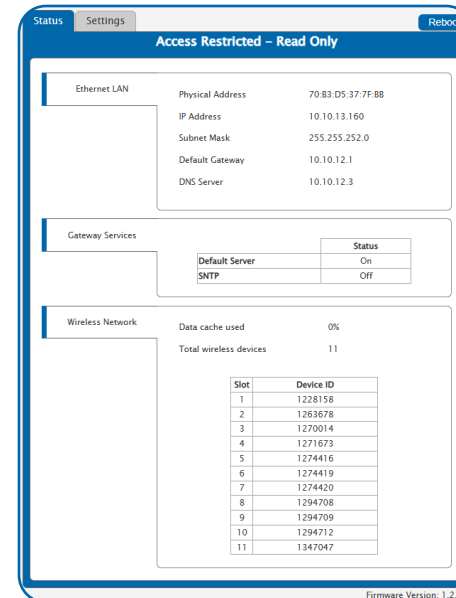 Status Settings Reboo
Access Restricted – Read Only
Ethernet LAN
Physical Address 70:B3:D5:37:7F:BB
IP Address 10.10.13.160
Subnet Mask 255.255.252.0
Default Gateway 10.10.12.1
DNS Server 10.10.12.3
Gateway Services
Status
Default Server On
SNTP Off
Wireless Network
Data cache used 0%
Total wireless devices 11
Slot Device ID
1 1228158
2 1263678
3 1270014
4 1271673
5 1274416
6 1274419
7 1274420
8 1294708
9 1294709
10 1294712
11 1347047
Firmware Version: 1.2.